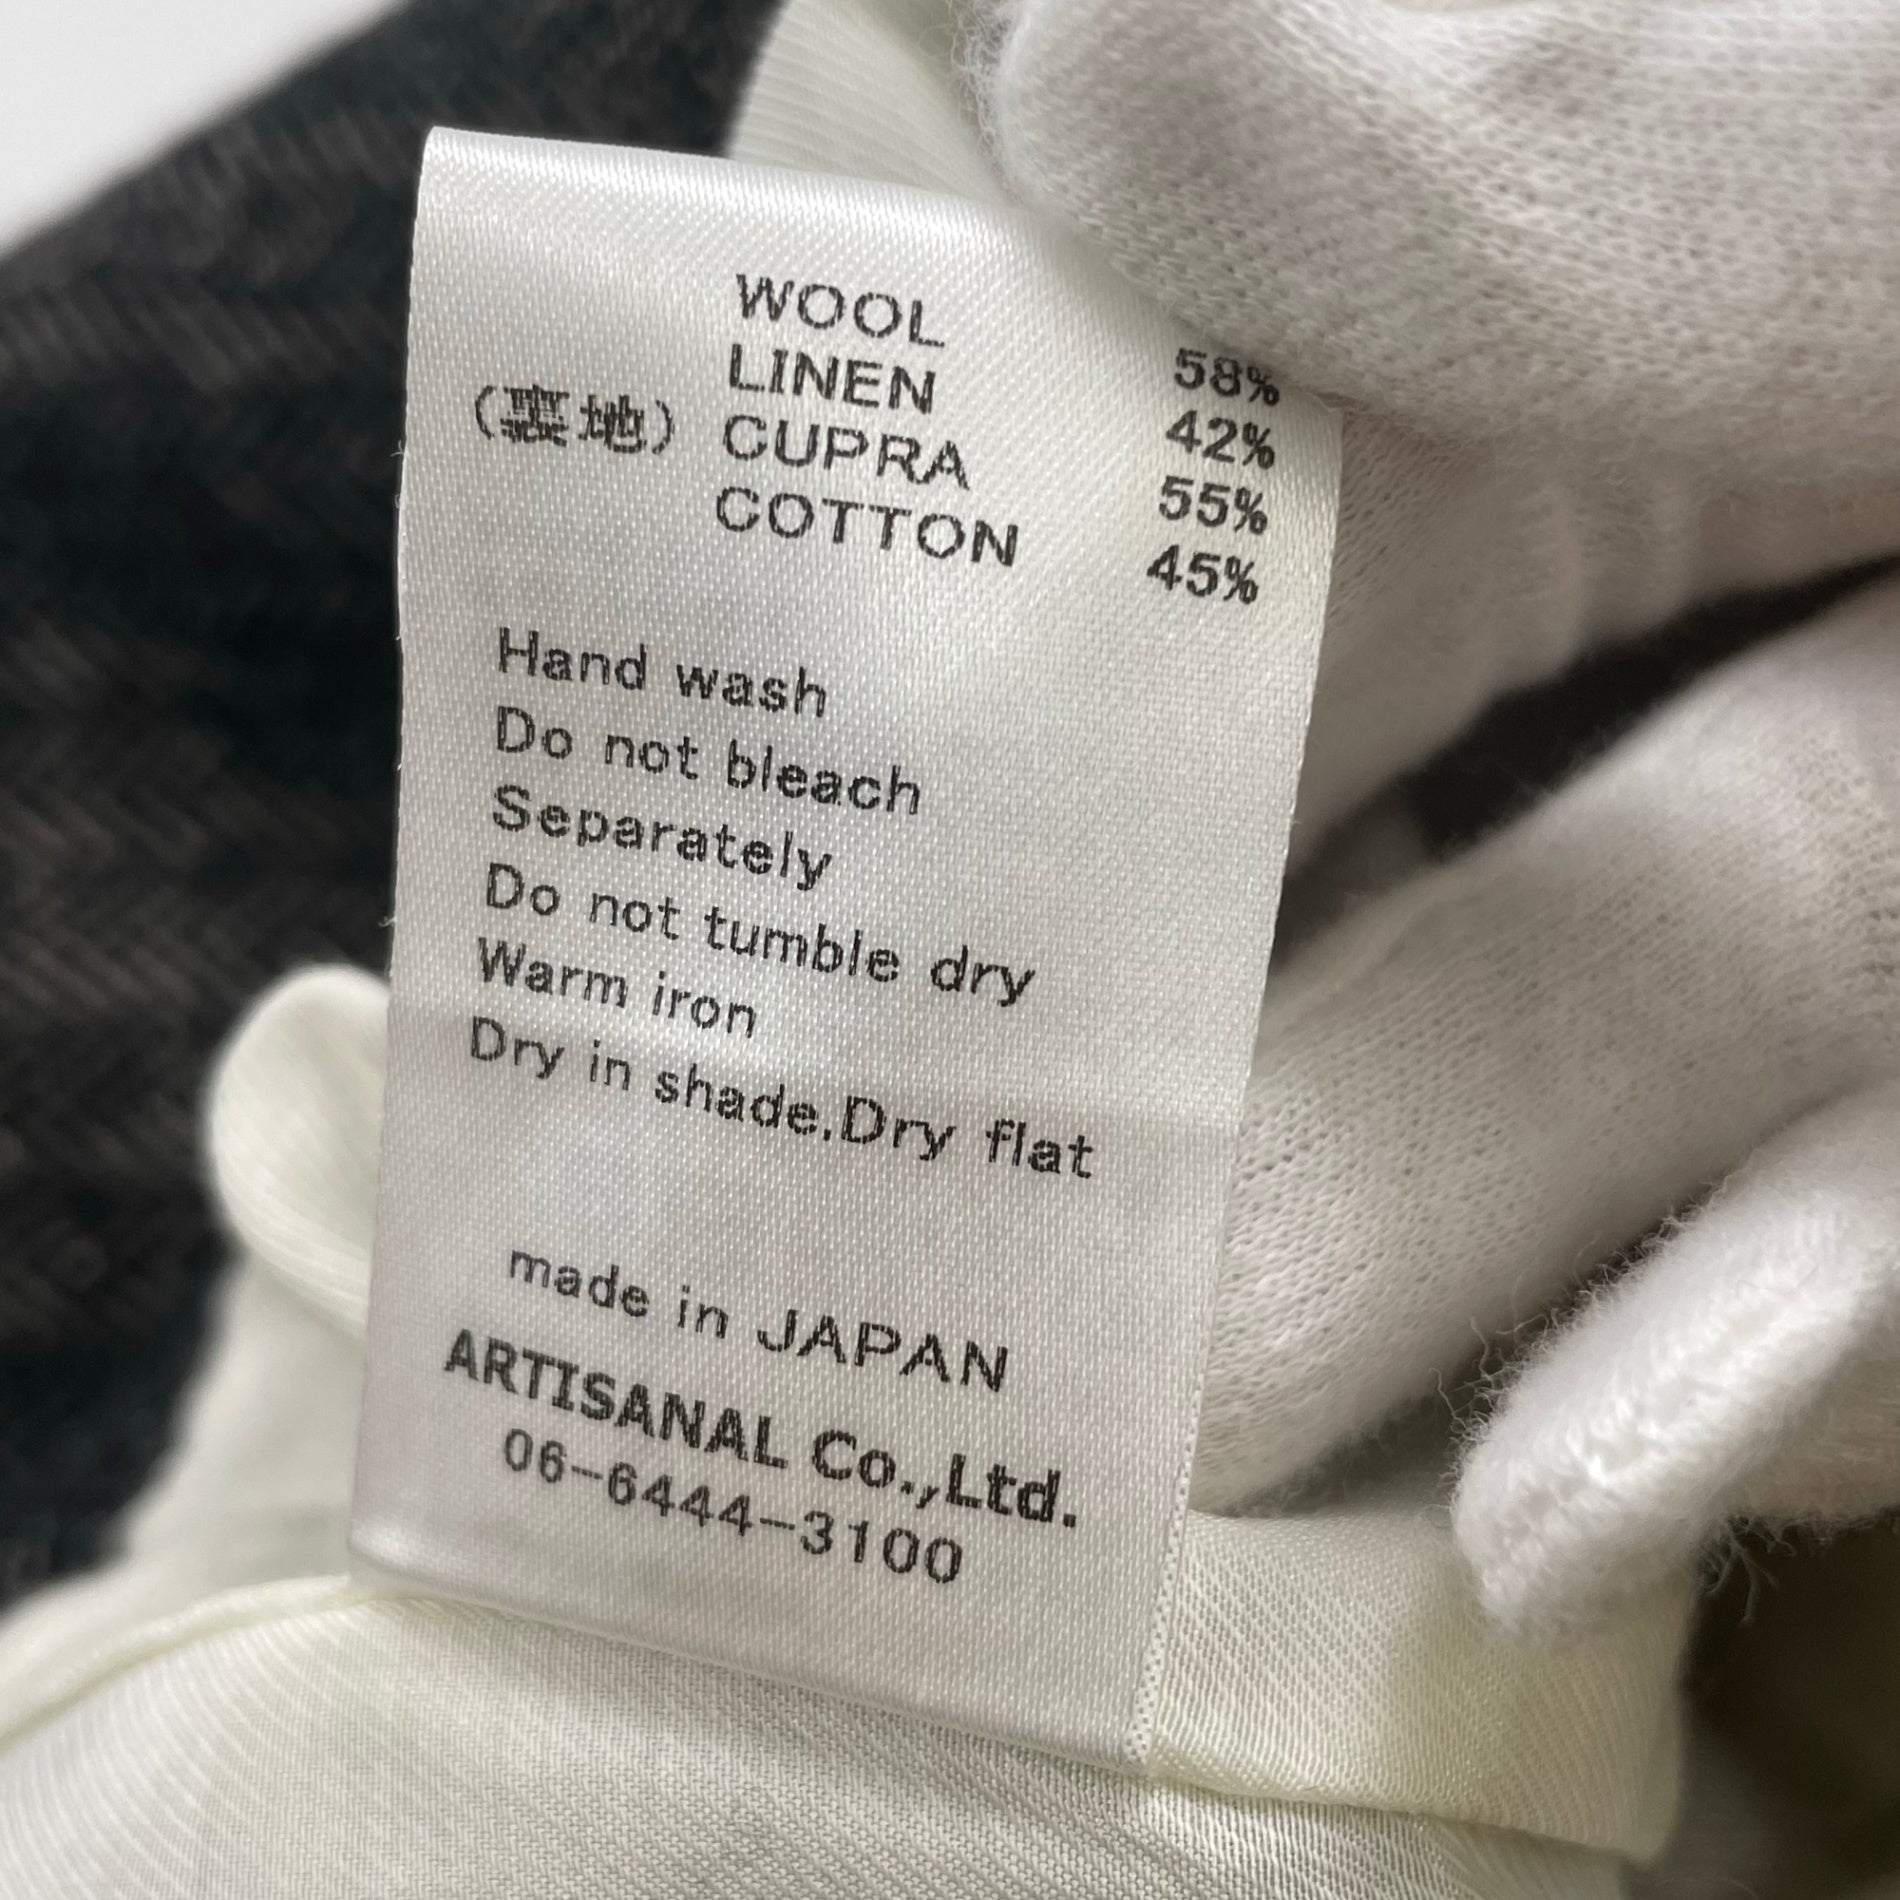 WOOL 58%
LINEN 42%
（裏地） CUPRA 55%
COTTON 45%
Hand wash
Do not bleach
Separately
Do not tumble dry
Warm iron
Dry in shade,Dry flat
made in JAPAN
ARTISANAL Co.,Ltd.
06-6444-3100